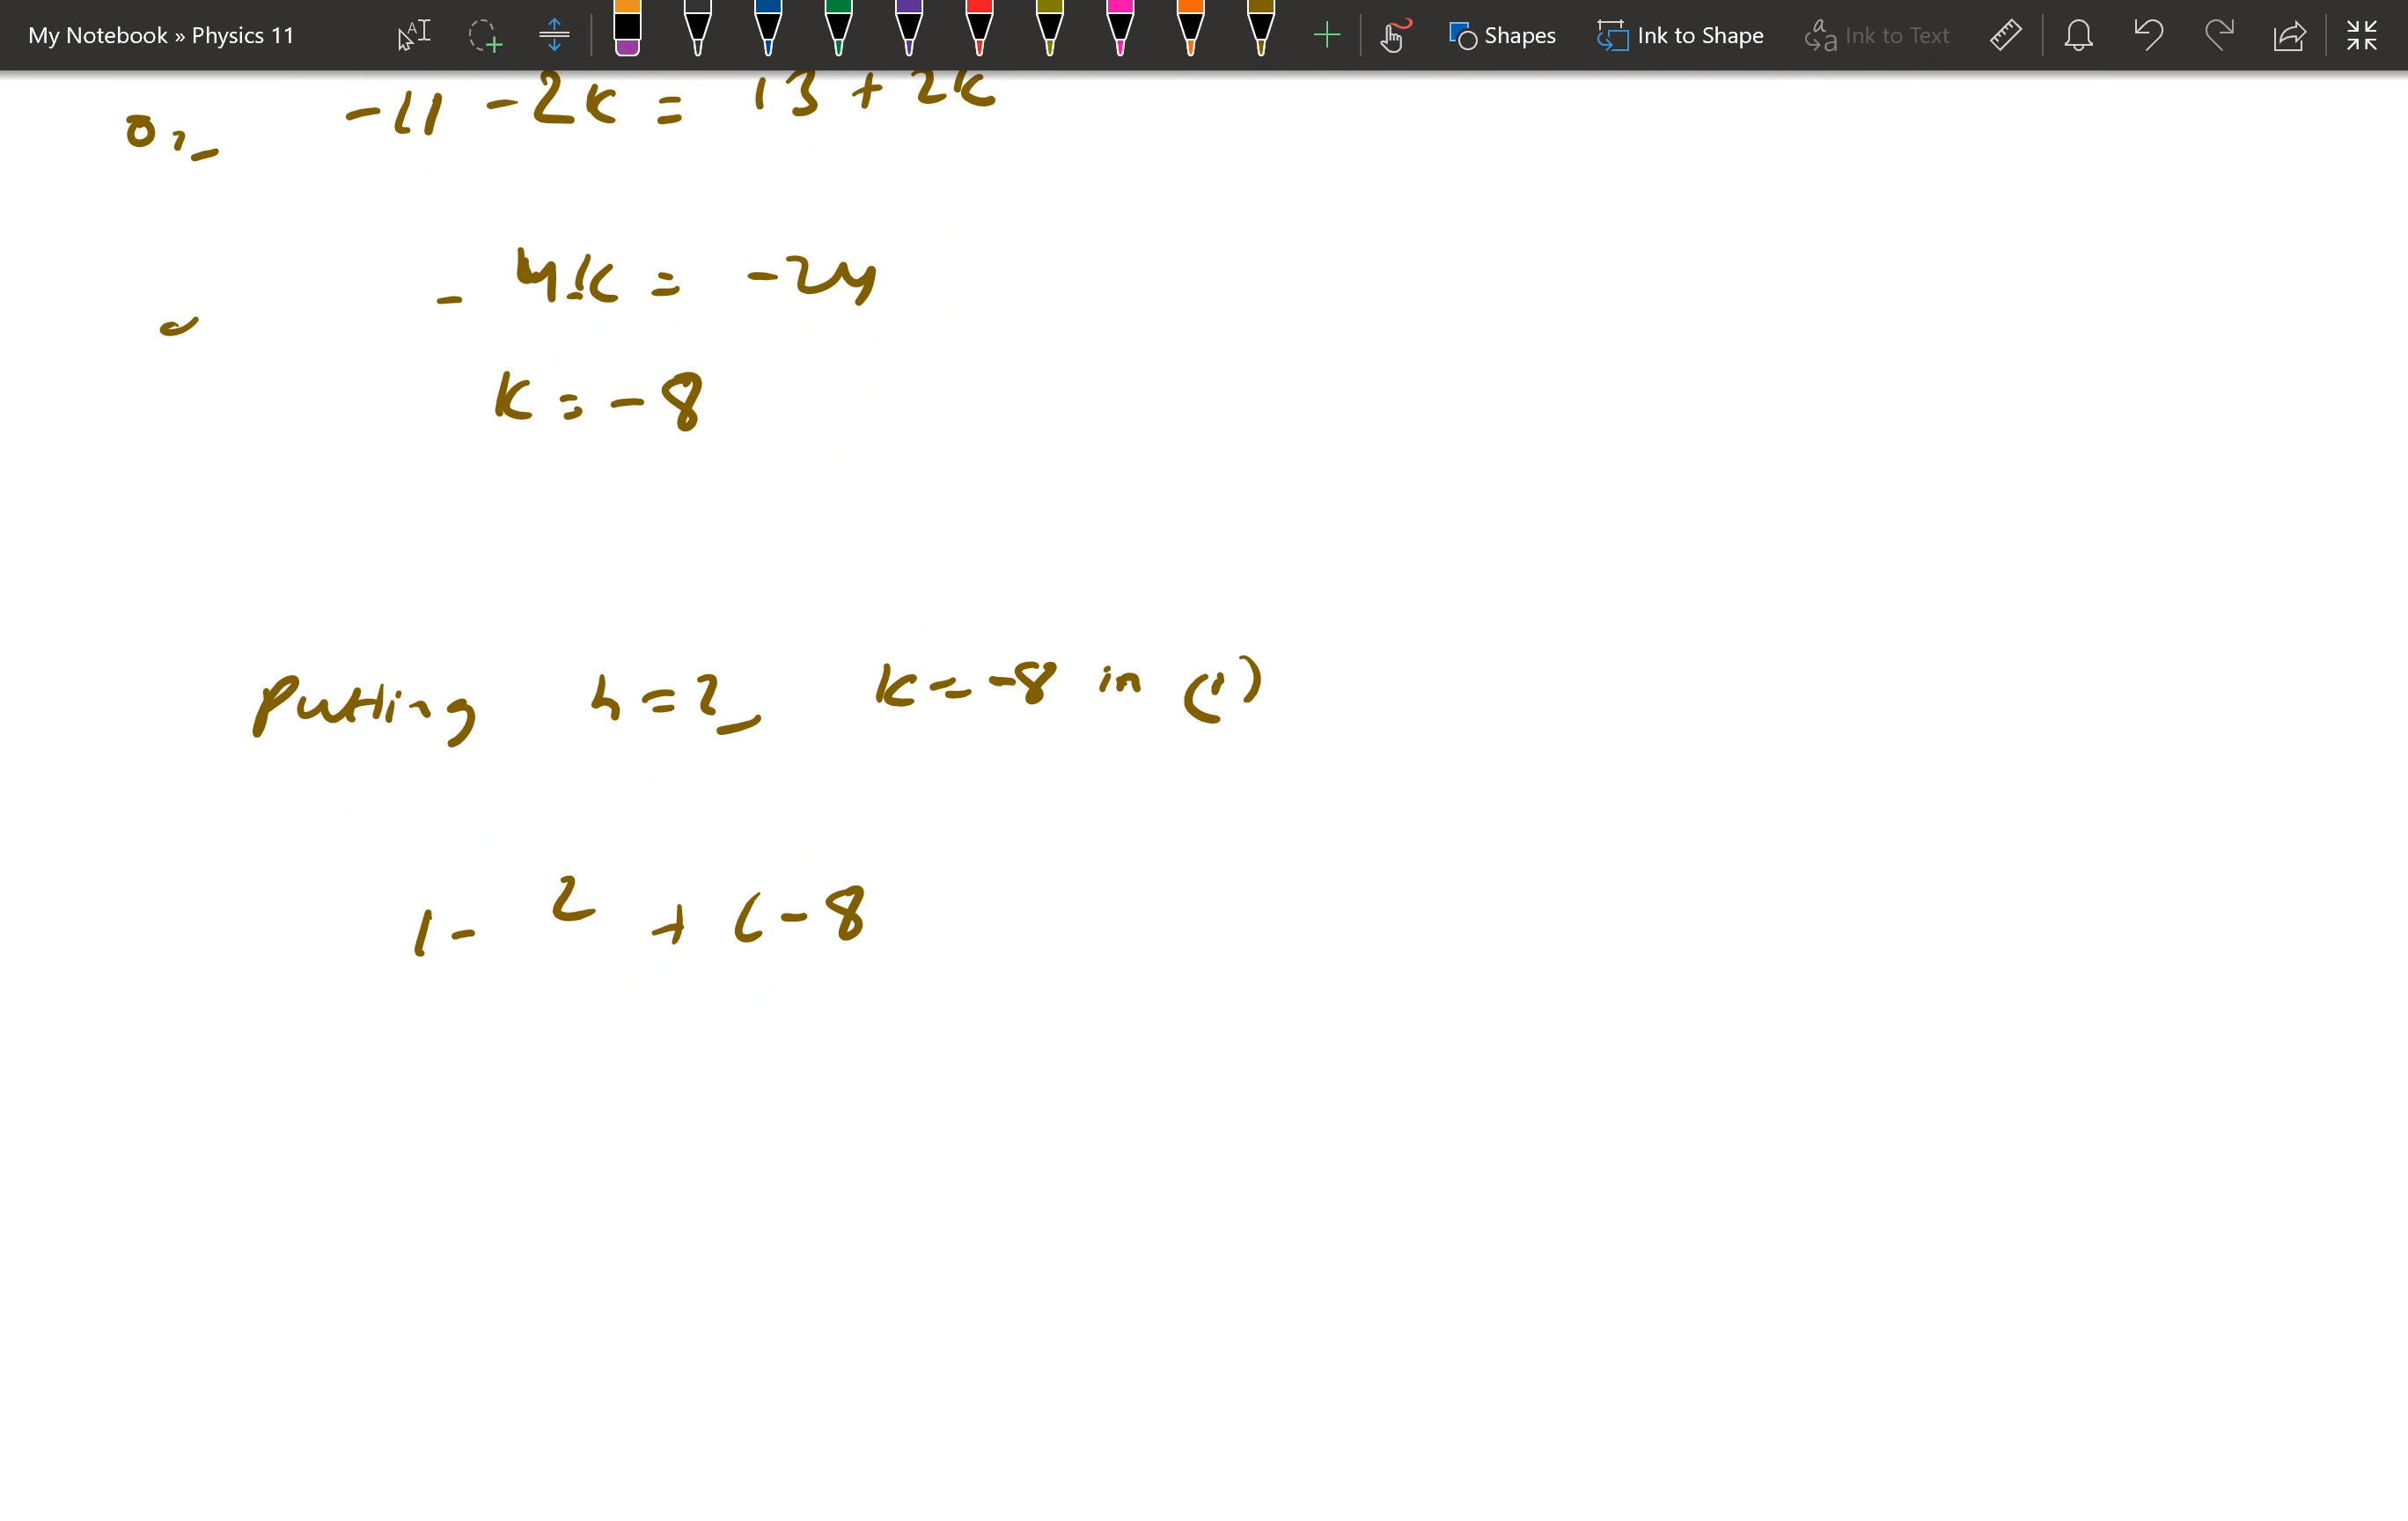 My Notebook » Physics 11 Shapes Ink to Shape Ink to Text
or, -11 - 2k = 13 + 2k
- 4k = -24
k = -8
Putting h = 2, k = -8 in (1)
1 - 2 + (-8